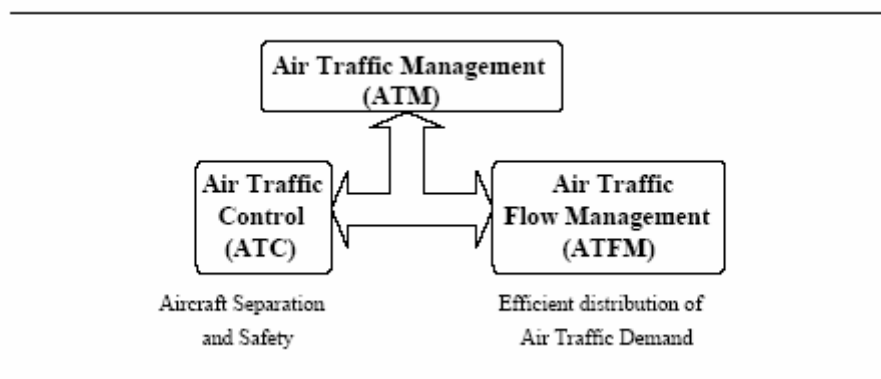 Air Traffic Management
(ATM)
Air Traffic
Control
(ATC)
Air Traffic
Flow Management
(ATFM)
Aircraft Separation
and Safety
Efficient distribution of
Air Traffic Demand